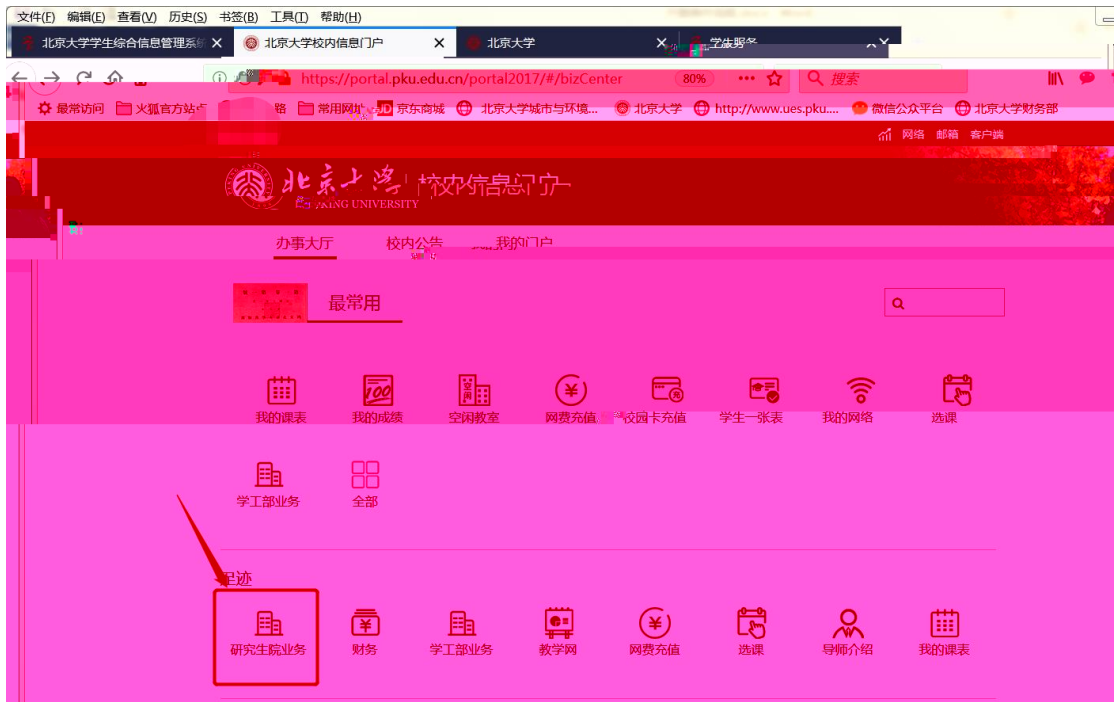 文件(F) 编辑(E) 查看(V) 历史(S) 书签(B) 工具(T) 帮助(H)
北京大学学生综合信息管理系统 北京大学校内信息门户 北京大学
https://portal.pku.edu.cn/portal2017/#/bizCenter 80% 搜索
最常访问 火狐官方站点 常用网址 JD 京东商城 北京大学城市与环境... 北京大学 http://www.ues.pku.... 微信公众平台 北京大学财务部
网络 邮箱 客户端
北京大学 校内信息门户
UNIVERSITY
办事大厅 校内公告 我的门户
最常用
我的课表 我的成绩 空闲教室 网费充值 校园卡充值 学生一张表 我的网络 选课
学工部业务 全部
足迹
研究生院业务 财务 学工部业务 教学网 网费充值 选课 导师介绍 我的课表